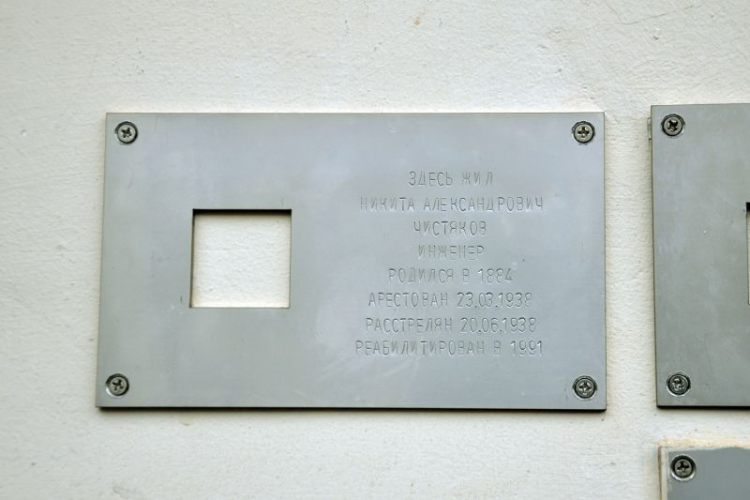 ЗДЕСЬ ЖИЛ
НИКИТА АЛЕКСАНДРОВИЧ
ЧИСТЯКОВ
ИНЖЕНЕР
РОДИЛСЯ В 1884
АРЕСТОВАН 23.03.1938
РАССТРЕЛЯН 20.06.1938
РЕАБИЛИТИРОВАН В 1991